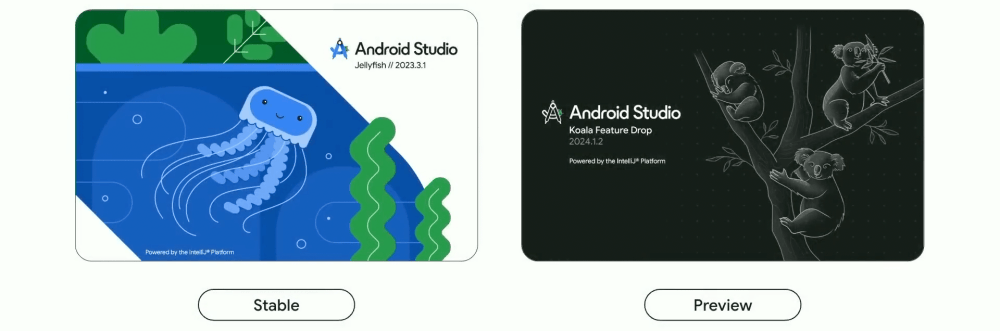 Android Studio
Jellyfish // 2023.3.1
Powered by the IntelliJ® Platform
Stable
Android Studio
Koala Feature Drop
2024.1.2
Powered by the IntelliJ® Platform
Preview